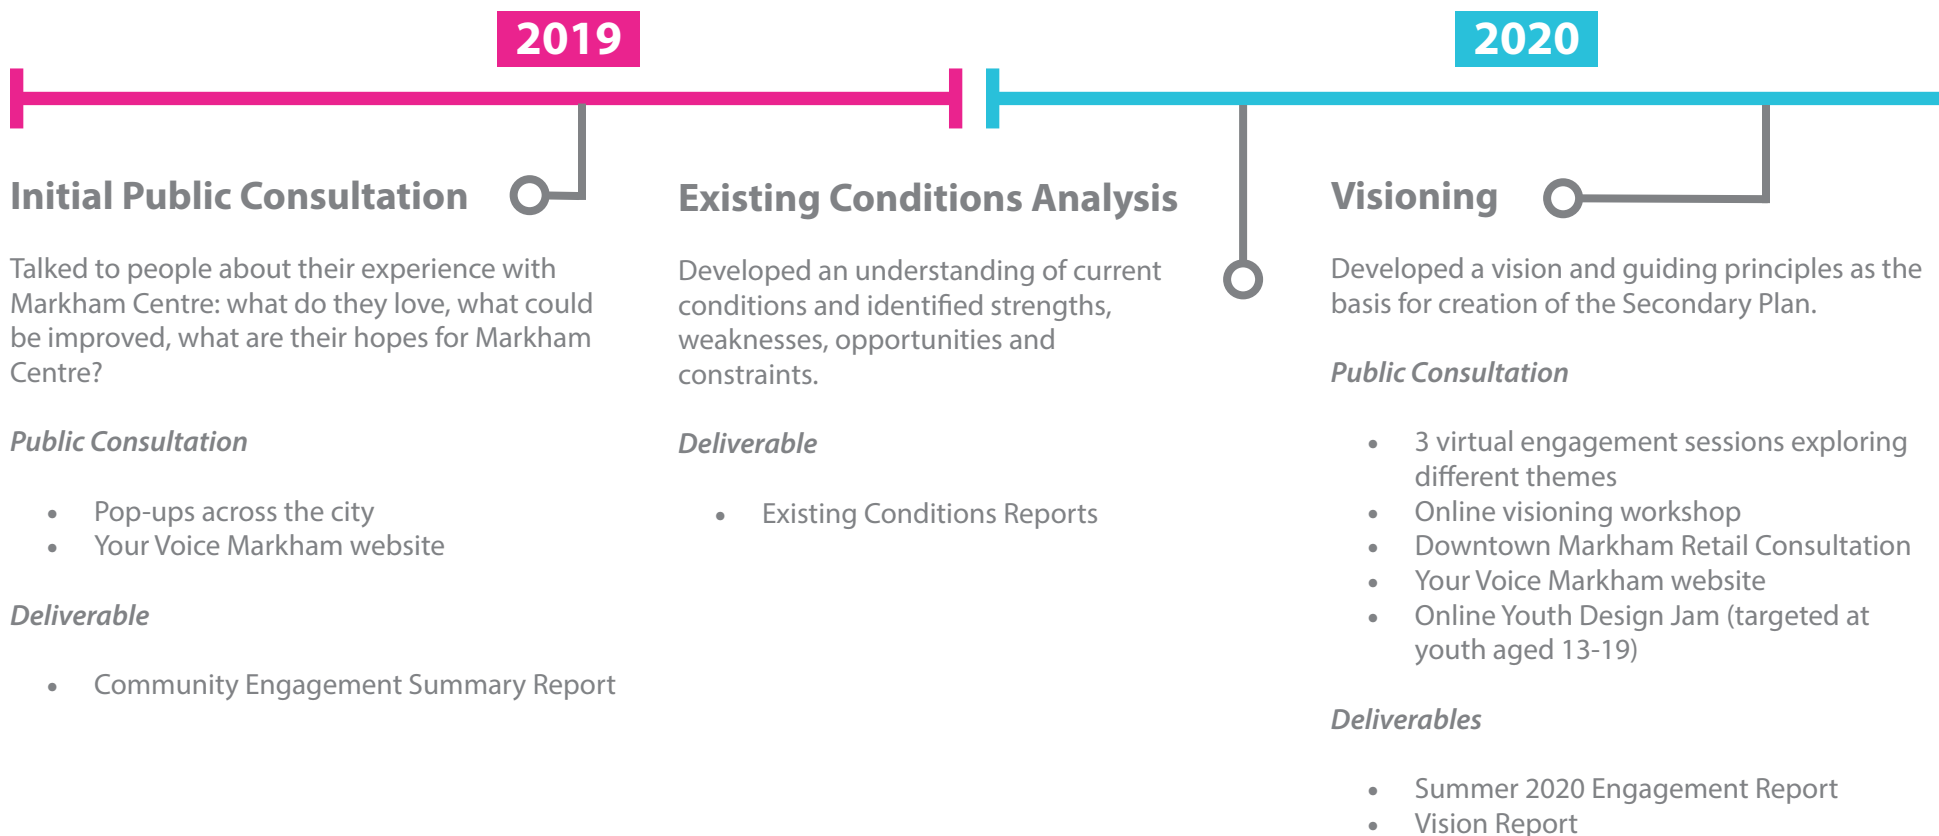 2019
2020
Initial Public Consultation
Talked to people about their experience with
Markham Centre: what do they love, what could
be improved, what are their hopes for Markham
Centre?
Public Consultation
• Pop-ups across the city
• Your Voice Markham website
Deliverable
• Community Engagement Summary Report
Existing Conditions Analysis
Developed an understanding of current
conditions and identified strengths,
weaknesses, opportunities and
constraints.
Deliverable
• Existing Conditions Reports
Visioning
Developed a vision and guiding principles as the
basis for creation of the Secondary Plan.
Public Consultation
• 3 virtual engagement sessions exploring
different themes
• Online visioning workshop
• Downtown Markham Retail Consultation
• Your Voice Markham website
• Online Youth Design Jam (targeted at
youth aged 13-19)
Deliverables
• Summer 2020 Engagement Report
• Vision Report